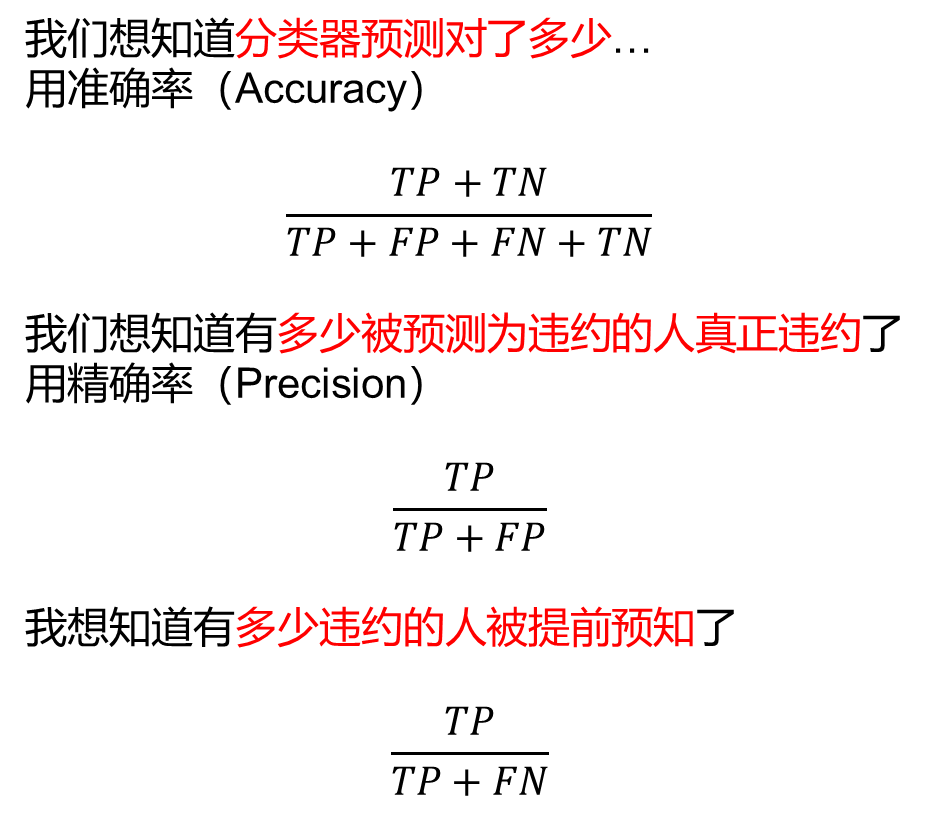 我们想知道分类器预测对了多少…
用准确率（Accuracy）
TP + TN
TP + FP + FN + TN
我们想知道有多少被预测为违约的人真正违约了
用精确率（Precision）
TP
TP + FP
我想知道有多少违约的人被提前预知了
TP
TP + FN